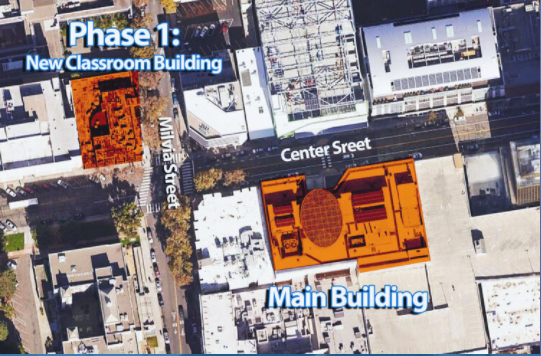 Phase 1:
New Classroom Building
Milvia Street
Center Sreet
Main Building